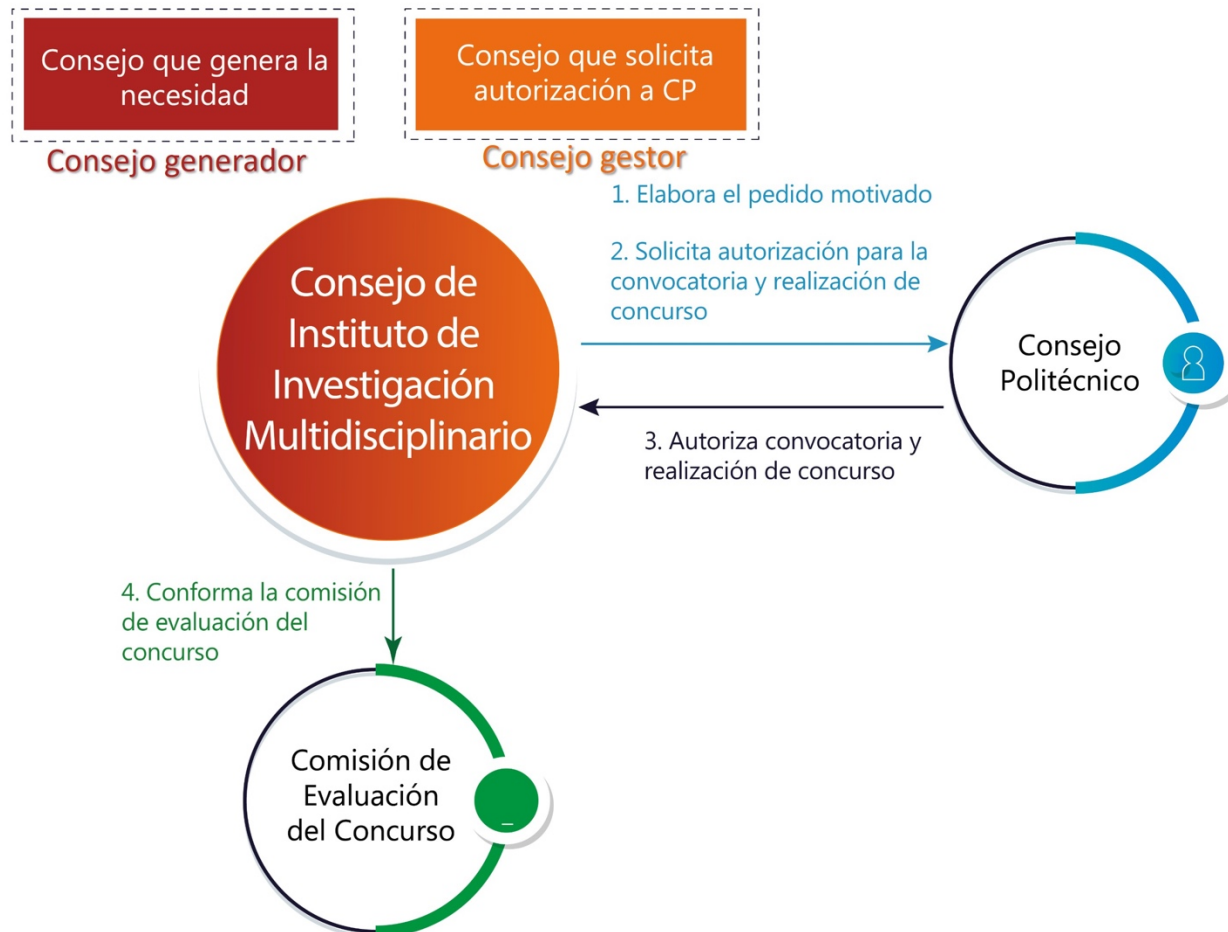 Consejo que genera la
necesidad
Consejo generador
Consejo que solicita
autorización a CP
Consejo gestor
Consejo de
Instituto de
Investigación
Multidisciplinario
1. Elabora el pedido motivado
2. Solicita autorización para la
convocatoria y realización de
concurso
Consejo
Politécnico
3. Autoriza convocatoria y
realización de concurso
4. Conforma la comisión
de evaluación del
concurso
Comisión de
Evaluación
del Concurso